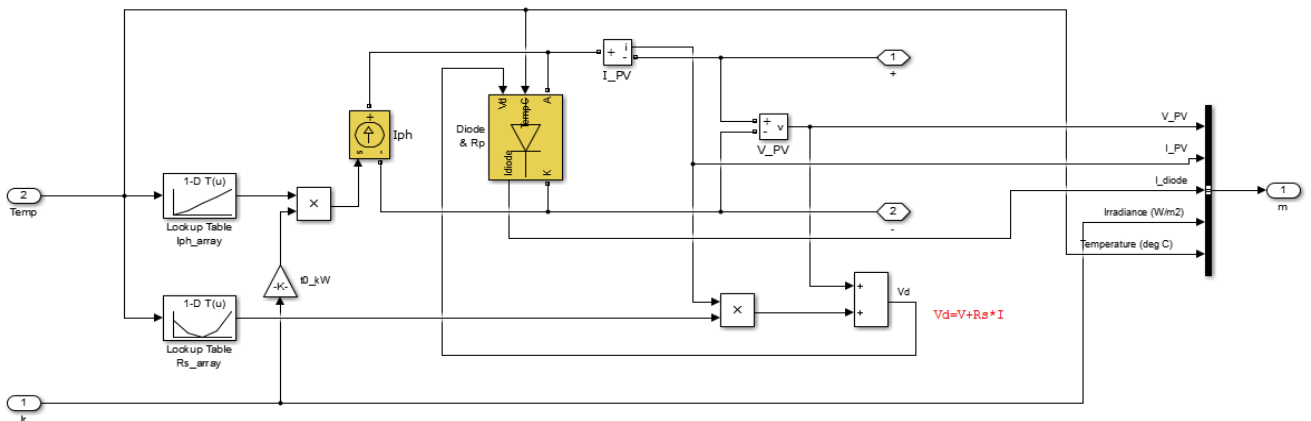 i
+ -
I_PV
1
+
Vd
TempC
A
+
Iph
s
-
Diode
& Rp
Idiode
K
+
-
v
V_PV
V_PV
I_PV
I_diode
Irradiance (W/m2)
Temperature (deg C)
1
m
2
Temp
1-D T(u)
Lookup Table
Iph_array
×
2
-
-K-
t0_kW
1-D T(u)
Lookup Table
Rs_array
×
+
+
Vd
Vd=V+Rs*I
1